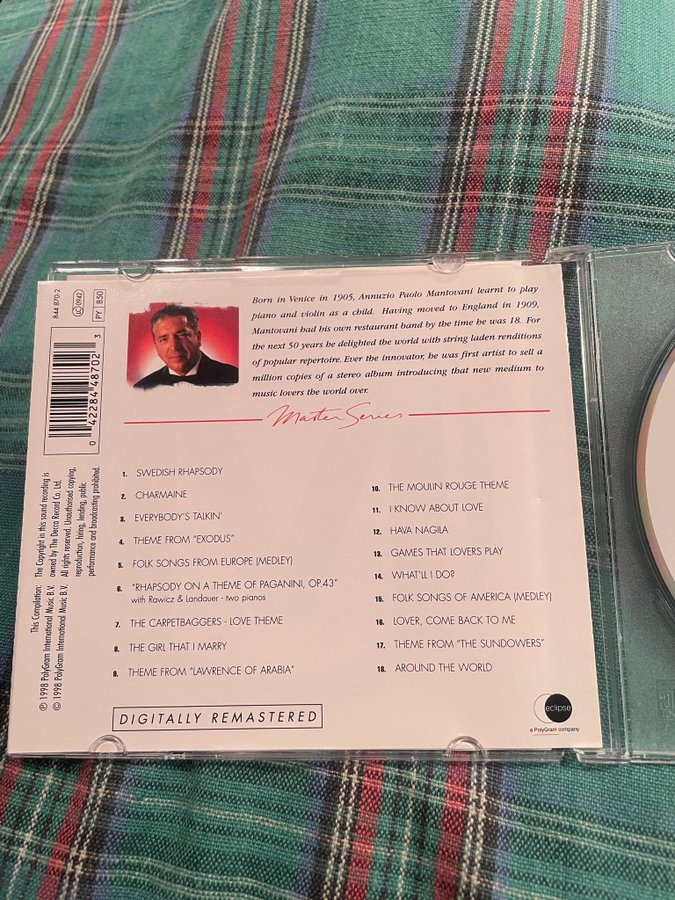 Born in Venice in 1905, Annuzio Paolo Mantovani learnt to play
piano and violin as a child. Having moved to England in 1909,
Mantovani had his own restaurant band by the time he was 18. For
the next 50 years he delighted the world with string laden renditions
of popular repertoire. Ever the innovator, he was first artist to sell a
million copies of a stereo album introducing that new medium to
music lovers the world over.
Master Series
1. SWEDISH RHAPSODY
2. CHARMAINE
3. EVERYBODY'S TALKIN'
4. THEME FROM "EXODUS"
5. FOLK SONGS FROM EUROPE (MEDLEY)
6. "RHAPSODY ON A THEME OF PAGANINI, OP.43"
with Rawicz & Landauer - two pianos
7. THE CARPETBAGGERS - LOVE THEME
8. THE GIRL THAT I MARRY
9. THEME FROM "LAWRENCE OF ARABIA"
10. THE MOULIN ROUGE THEME
11. I KNOW ABOUT LOVE
12. HAVA NAGILA
13. GAMES THAT LOVERS PLAY
14. WHAT'LL I DO?
15. FOLK SONGS OF AMERICA (MEDLEY)
16. LOVER, COME BACK TO ME
17. THEME FROM "THE SUNDOWERS"
18. AROUND THE WORLD
DIGITALLY REMASTERED
eclipse
a PolyGram company
844 870-2
LC 0942
PY 850
0 42284 48702 3
This Compilation:
℗ 1998 PolyGram International Music B.V.
© 1998 PolyGram International Music B.V.
The Copyright in this sound recording is
owned by The Decca Record Co. Ltd.
All rights reserved. Unauthorised copying,
reproduction, hiring, lending, public
performance and broadcasting prohibited.